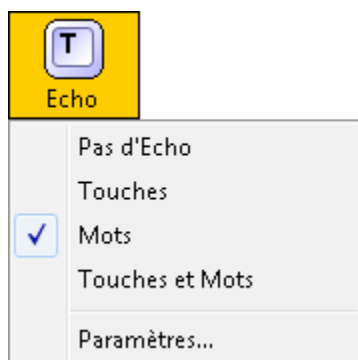 T
Echo
Pas d'Echo
Touches
Mots
Touches et Mots
Paramètres...